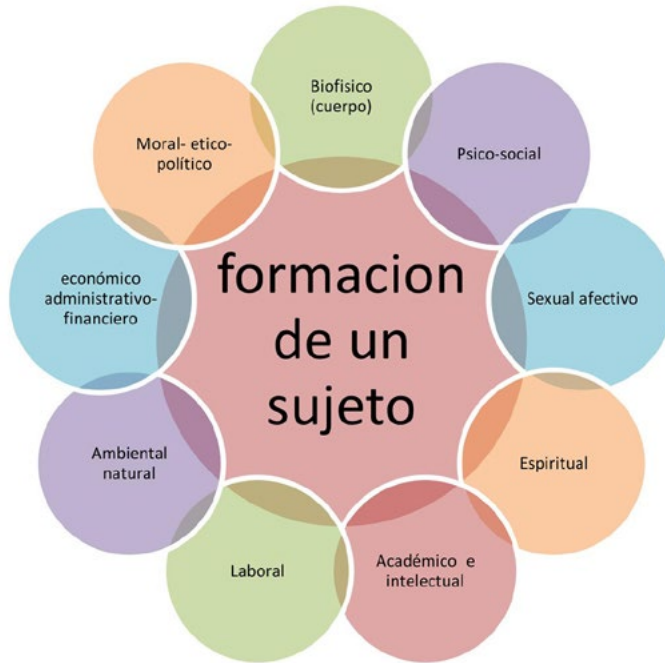 Biofisico
(cuerpo)
Psico-social
Sexual afectivo
Espiritual
Académico e
intelectual
Laboral
Ambiental
natural
económico
administrativo-
financiero
Moral- etico-
político
formacion
de un
sujeto